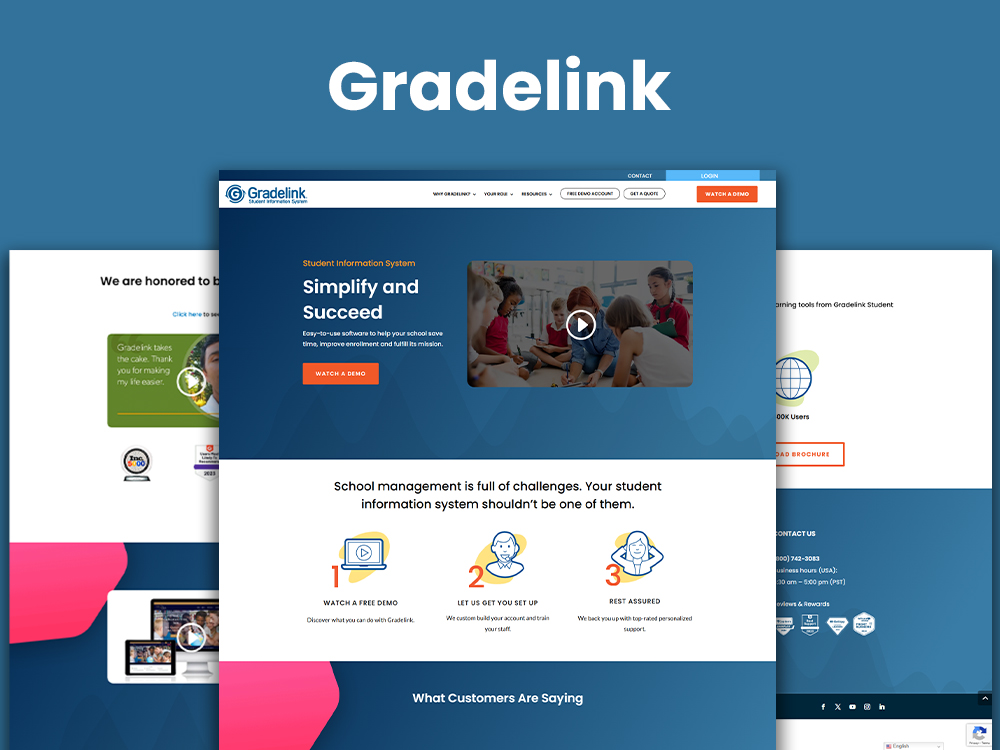 Gradelink
CONTACT
LOGIN
Gradelink
Student Information System
WHY GRADELINK?
YOUR ROLE
RESOURCES
FREE DEMO ACCOUNT
GET A QUOTE
WATCH A DEMO
Student Information System
Simplify and
Succeed
Easy-to-use software to help your school save
time, improve enrollment and fulfill its mission.
WATCH A DEMO
School management is full of challenges. Your student
information system shouldn't be one of them.
1
2
3
WATCH A FREE DEMO
Discover what you can do with Gradelink.
LET US GET YOU SET UP
We custom build your account and train
your staff.
REST ASSURED
We back you up with top-rated personalized
support.
What Customers Are Saying
We are honored to b
Click here to se
Gradelink takes
the cake. Thank
you for making
my life easier.
Inc.
5000
2023
arning tools from Gradelink Student
00K Users
OAD BROCHURE
CONTACT US
800) 742-3083
usiness hours (USA):
:30 am – 5:00 pm (PST)
eviews & Rewards
English